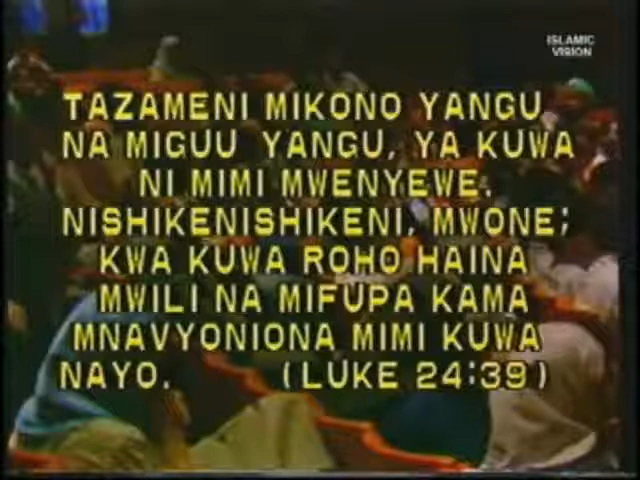 ISLAMIC
VISION
TAZAMENI MIKONO YANGU
NA MIGUU YANGU, YA KUWA
NI MIMI MWENYEWE.
NISHIKENISHIKENI, MWONE;
KWA KUWA ROHO HAINA
MWILI NA MIFUPA KAMA
MNAVYONIONA MIMI KUWA
NAYO. (LUKE 24:39)